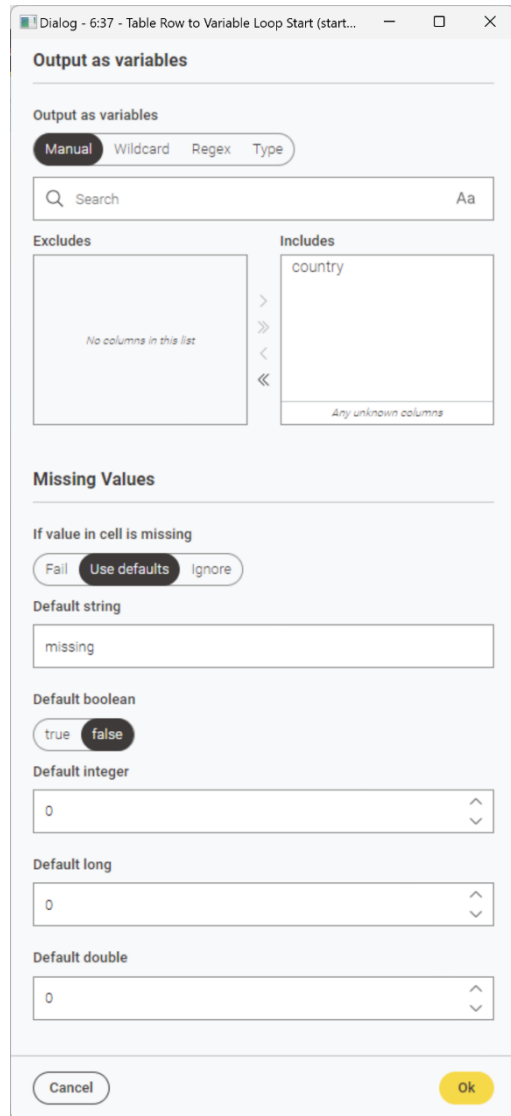 Dialog - 6:37 - Table Row to Variable Loop Start (start...
Output as variables
Output as variables
Manual Wildcard Regex Type
Search Aa
Excludes Includes
country
No columns in this list
Any unknown columns
Missing Values
If value in cell is missing
Fail Use defaults Ignore
Default string
missing
Default boolean
true false
Default integer
0
Default long
0
Default double
0
Cancel Ok